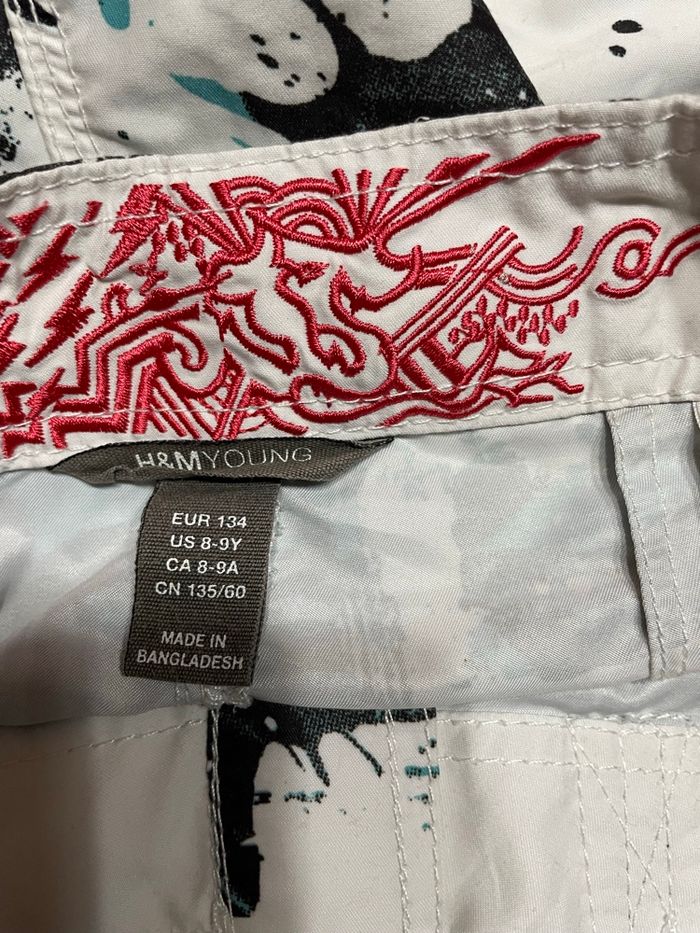 H&MYOUNG
EUR 134
US 8-9Y
CA 8-9A
CN 135/60
MADE IN
BANGLADESH